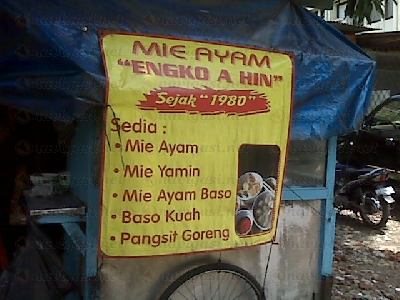 MIE AYAM
"ENGKO A HIN"
Sejak "1980"
Sedia :
• Mie Ayam
• Mie Yamin
• Mie Ayam Baso
• Baso Kuah
• Pangsit Goreng